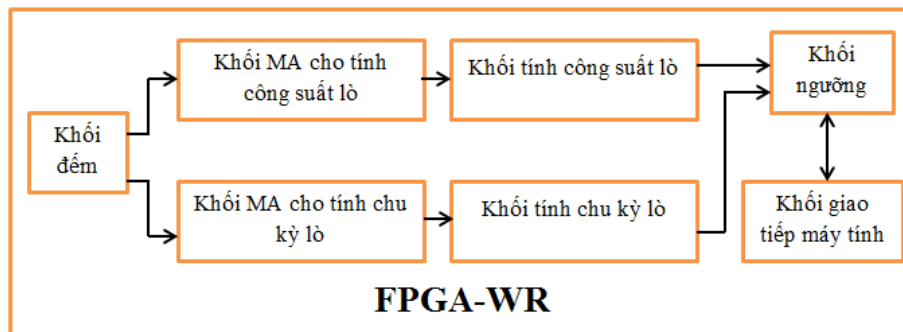 Khối MA cho tính
công suất lò
Khối tính công suất lò
Khối
ngưỡng
Khối
đếm
Khối MA cho tính chu
kỳ lò
Khối tính chu kỳ lò
Khối giao
tiếp máy tính
FPGA-WR